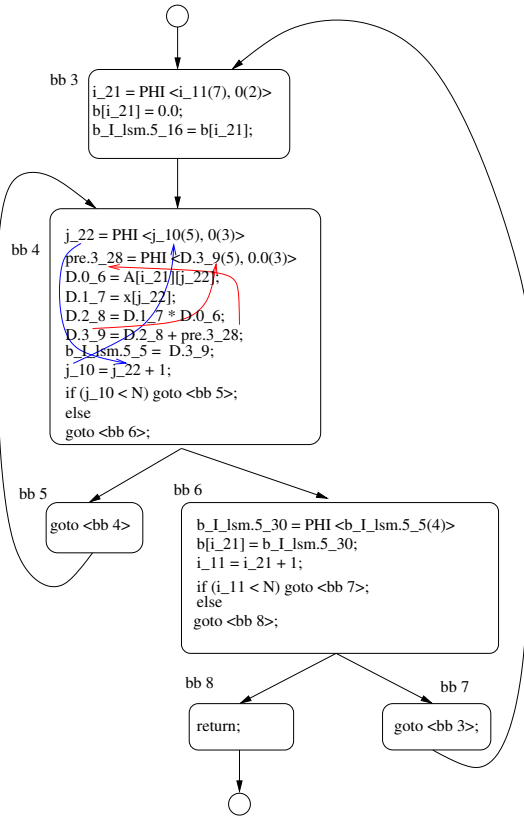 bb 3
i_21 = PHI <i_11(7), 0(2)>
b[i_21] = 0.0;
b_I_lsm.5_16 = b[i_21];
bb 4
j_22 = PHI <j_10(5), 0(3)>
pre.3_28 = PHI <D.3_9(5), 0.0(3)>
D.0_6 = A[i_21][j_22];
D.1_7 = x[j_22];
D.2_8 = D.1_7 * D.0_6;
D.3_9 = D.2_8 + pre.3_28;
b_I_lsm.5_5 = D.3_9;
j_10 = j_22 + 1;
if (j_10 < N) goto <bb 5>;
else
goto <bb 6>;
bb 5
goto <bb 4>
bb 6
b_I_lsm.5_30 = PHI <b_I_lsm.5_5(4)>
b[i_21] = b_I_lsm.5_30;
i_11 = i_21 + 1;
if (i_11 < N) goto <bb 7>;
else
goto <bb 8>;
bb 8
return;
bb 7
goto <bb 3>;